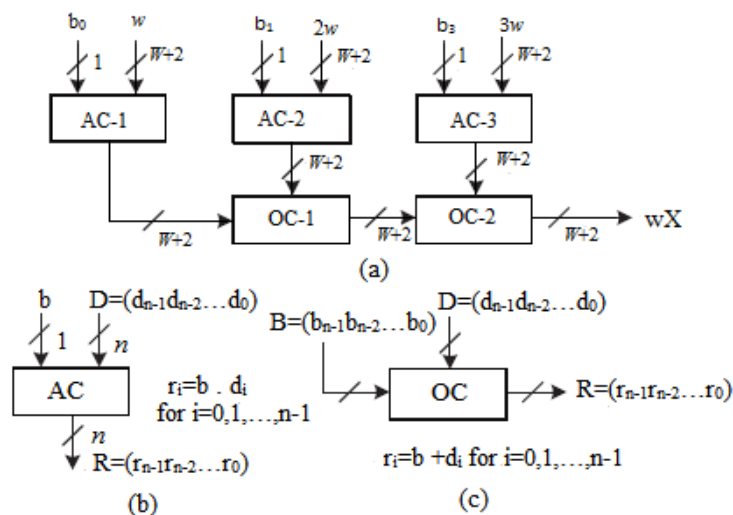 b₀ w b₁ 2w b₃ 3w
1 W+2 1 W+2 1 W+2
AC-1 AC-2 AC-3
W+2 W+2
OC-1 OC-2 wX
W+2 W+2 W+2
(a)
b D=(dₙ₋₁dₙ₋₂…d₀)
1 n
AC
rᵢ=b . dᵢ
for i=0,1,…,n-1
n
R=(rₙ₋₁rₙ₋₂…r₀)
(b)
D=(dₙ₋₁dₙ₋₂…d₀)
B=(bₙ₋₁bₙ₋₂…b₀)
OC R=(rₙ₋₁rₙ₋₂…r₀)
rᵢ=b +dᵢ for i=0,1,…,n-1
(c)